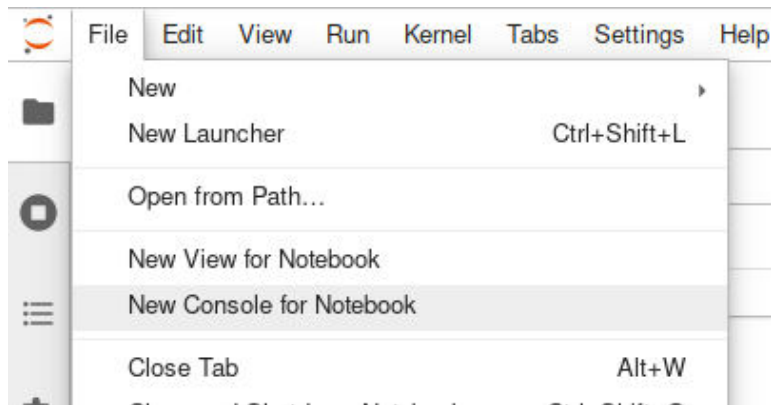 File Edit View Run Kernel Tabs Settings Help
New
New Launcher Ctrl+Shift+L
Open from Path…
New View for Notebook
New Console for Notebook
Close Tab Alt+W